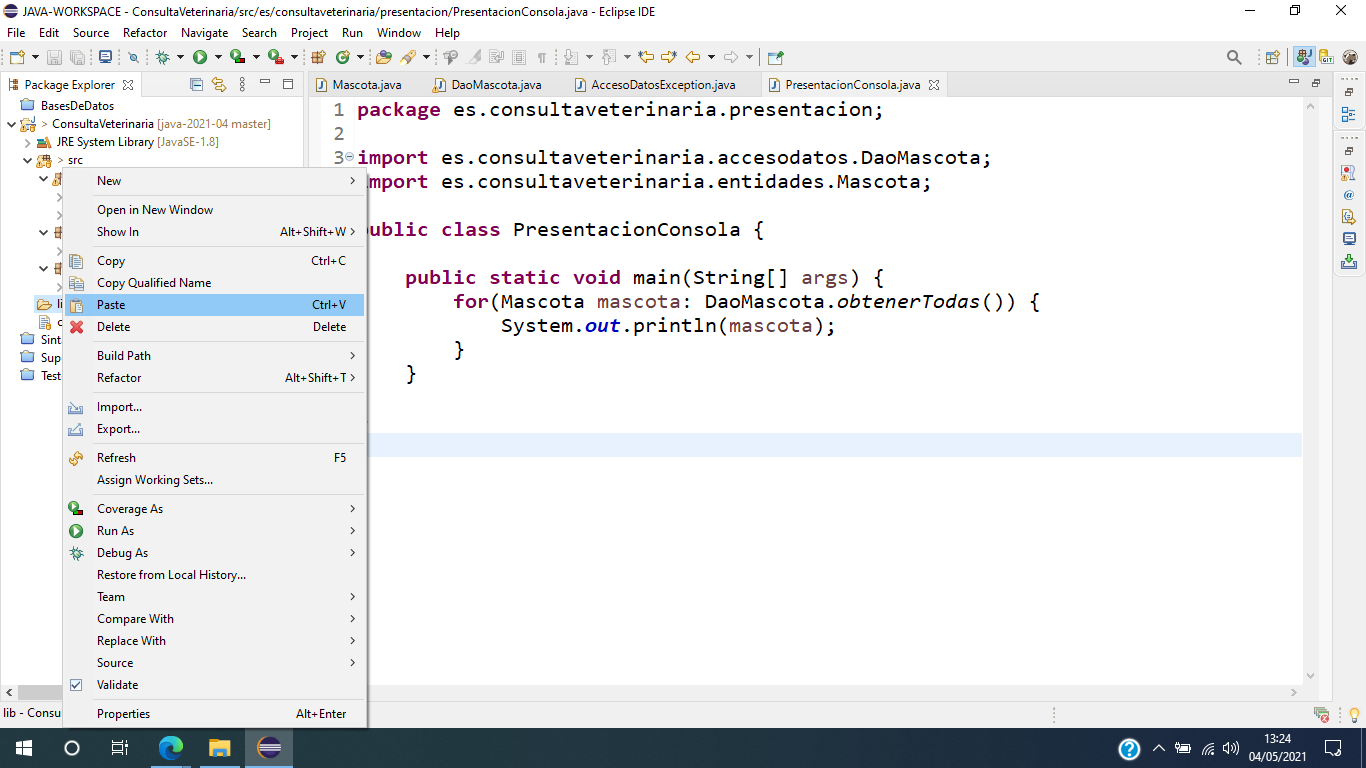 JAVA-WORKSPACE - ConsultaVeterinaria/src/es/consultaveterinaria/presentacion/PresentacionConsola.java - Eclipse IDE
File Edit Source Refactor Navigate Search Project Run Window Help
Package Explorer
Mascota.java DaoMascota.java AccesoDatosException.java PresentacionConsola.java
BasesDeDatos
> ConsultaVeterinaria [java-2021-04 master]
JRE System Library [JavaSE-1.8]
> src
Sint
Sup
Test
New
Open in New Window
Show In Alt+Shift+W
Copy Ctrl+C
Copy Qualified Name
Paste Ctrl+V
Delete Delete
Build Path
Refactor Alt+Shift+T
Import...
Export...
Refresh F5
Assign Working Sets...
Coverage As
Run As
Debug As
Restore from Local History...
Team
Compare With
Replace With
Source
Validate
Properties Alt+Enter
1 package es.consultaveterinaria.presentacion;
2
3 import es.consultaveterinaria.accesodatos.DaoMascota;
import es.consultaveterinaria.entidades.Mascota;
public class PresentacionConsola {
public static void main(String[] args) {
for(Mascota mascota: DaoMascota.obtenerTodas()) {
System.out.println(mascota);
}
}
lib - Consu
13:24
04/05/2021